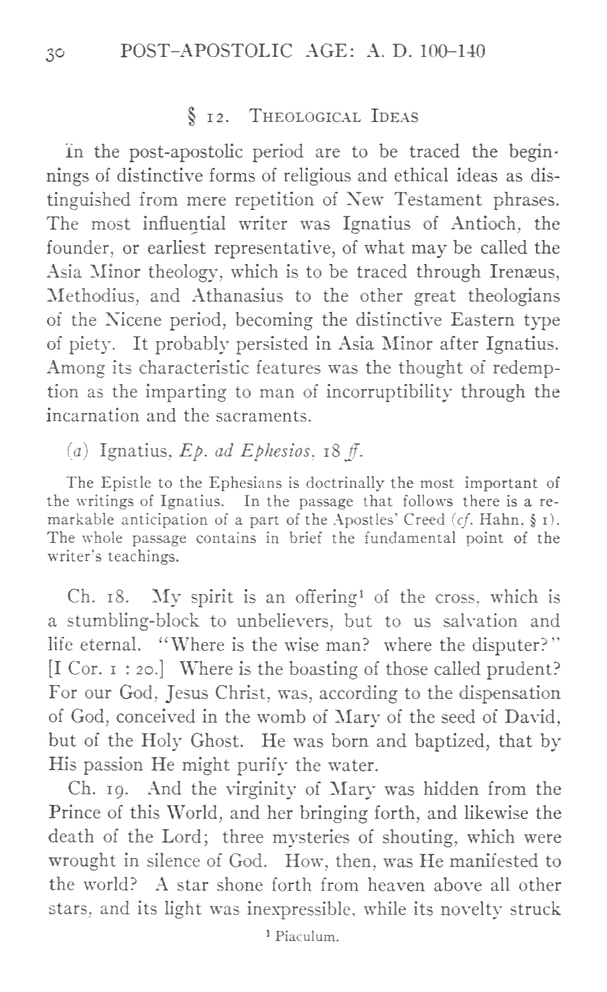 30 POST-APOSTOLIC AGE: A. D. 100–140
§ 12. Theological Ideas
In the post-apostolic period are to be traced the begin-
nings of distinctive forms of religious and ethical ideas as dis-
tinguished from mere repetition of New Testament phrases.
The most influential writer was Ignatius of Antioch, the
founder, or earliest representative, of what may be called the
Asia Minor theology, which is to be traced through Irenæus,
Methodius, and Athanasius to the other great theologians
of the Nicene period, becoming the distinctive Eastern type
of piety. It probably persisted in Asia Minor after Ignatius.
Among its characteristic features was the thought of redemp-
tion as the imparting to man of incorruptibility through the
incarnation and the sacraments.
(a) Ignatius, Ep. ad Ephesios, 18 ff.
The Epistle to the Ephesians is doctrinally the most important of
the writings of Ignatius. In the passage that follows there is a re-
markable anticipation of a part of the Apostles' Creed (cf. Hahn, § 1).
The whole passage contains in brief the fundamental point of the
writer's teachings.
Ch. 18. My spirit is an offering¹ of the cross, which is
a stumbling-block to unbelievers, but to us salvation and
life eternal. "Where is the wise man? where the disputer?"
[I Cor. 1 : 20.] Where is the boasting of those called prudent?
For our God, Jesus Christ, was, according to the dispensation
of God, conceived in the womb of Mary of the seed of David,
but of the Holy Ghost. He was born and baptized, that by
His passion He might purify the water.
Ch. 19. And the virginity of Mary was hidden from the
Prince of this World, and her bringing forth, and likewise the
death of the Lord; three mysteries of shouting, which were
wrought in silence of God. How, then, was He manifested to
the world? A star shone forth from heaven above all other
stars, and its light was inexpressible, while its novelty struck
¹ Piaculum.